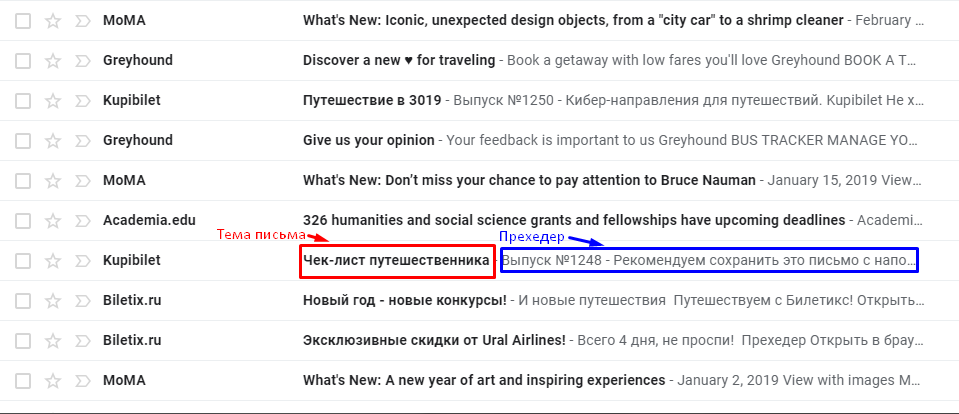 MoMA What's New: Iconic, unexpected design objects, from a "city car" to a shrimp cleaner - February ...
Greyhound Discover a new ♥ for traveling - Book a getaway with low fares you'll love Greyhound BOOK A T...
Kupibilet Путешествие в 3019 - Выпуск №1250 - Кибер-направления для путешествий. Kupibilet Не х...
Greyhound Give us your opinion - Your feedback is important to us Greyhound BUS TRACKER MANAGE YO...
MoMA What's New: Don’t miss your chance to pay attention to Bruce Nauman - January 15, 2019 View...
Academia.edu 326 humanities and social science grants and fellowships have upcoming deadlines - Academi...
Тема письма Прехедер
Kupibilet Чек-лист путешественника - Выпуск №1248 - Рекомендуем сохранить это письмо с напо...
Biletix.ru Новый год - новые конкурсы! - И новые путешествия Путешествуем с Билетикс! Открыть...
Biletix.ru Эксклюзивные скидки от Ural Airlines! - Всего 4 дня, не проспи! Прехедер Открыть в брау...
MoMA What's New: A new year of art and inspiring experiences - January 2, 2019 View with images M...